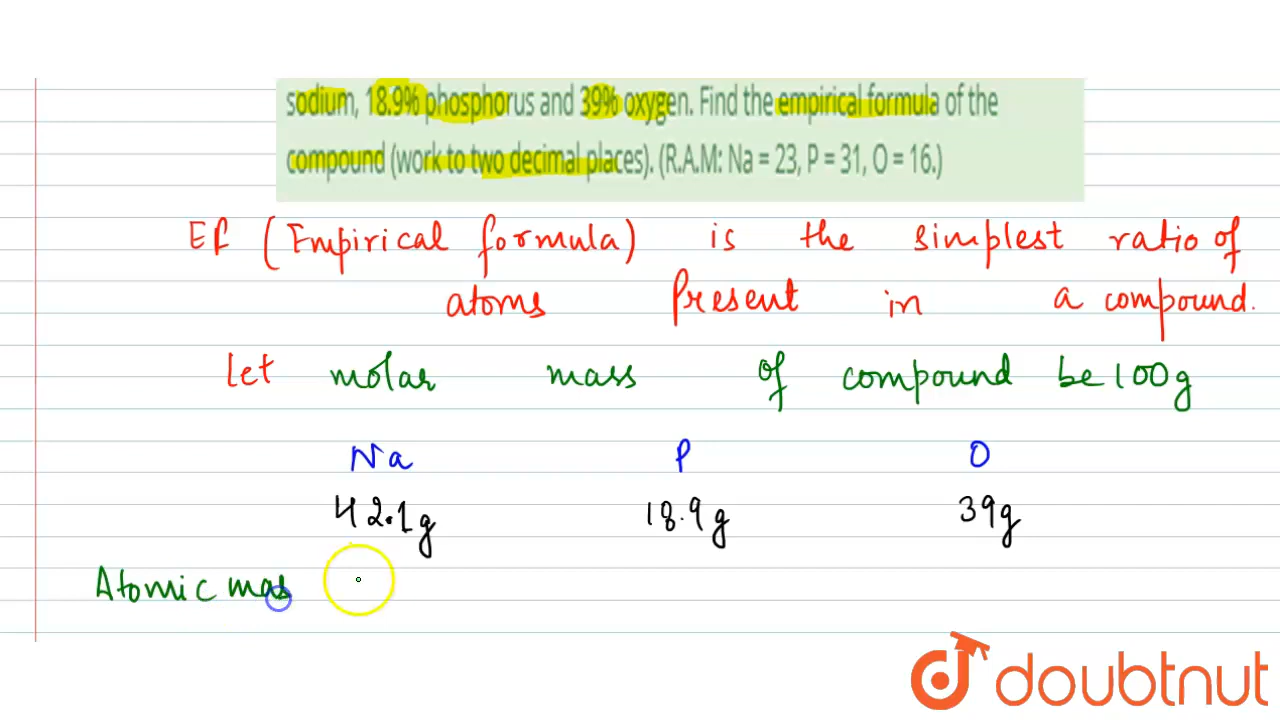 sodium, 18.9% phosphorus and 39% oxygen. Find the empirical formula of the
compound (work to two decimal places). (R.A.M: Na = 23, P = 31, O = 16.)
EF (Empirical formula) is the simplest ratio of
atoms Present in a compound.
Let molar mass of compound be 100g
Na P O
42.1g 18.9g 39g
Atomic mas
doubtnut